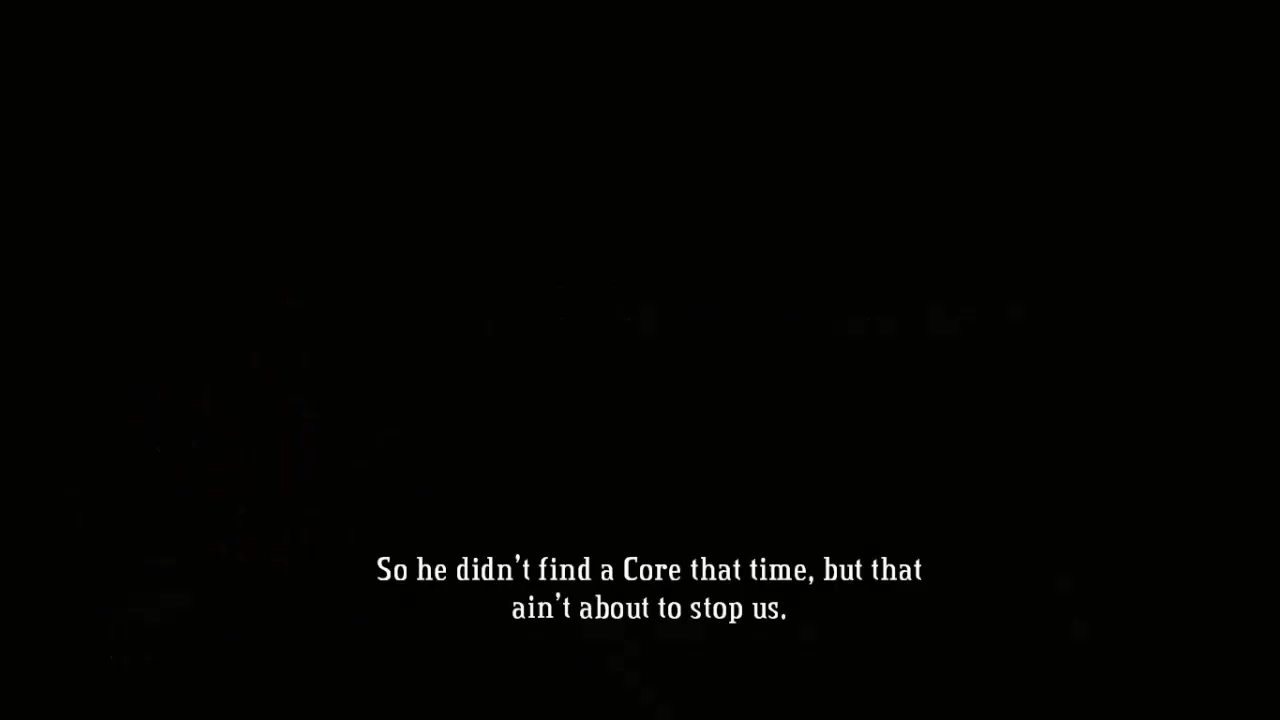 So he didn't find a Core that time, but that
ain't about to stop us.